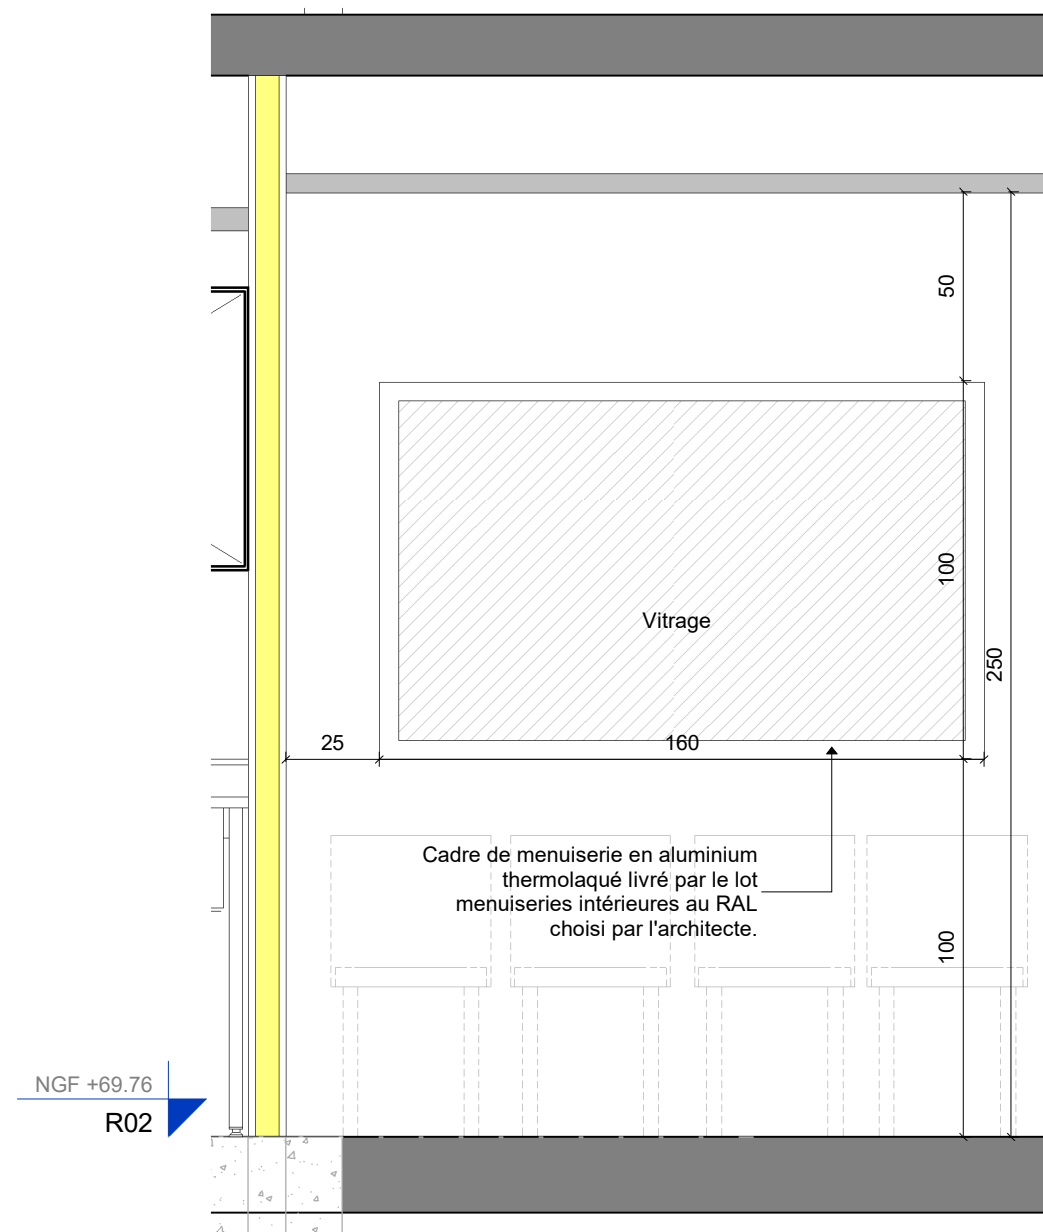 50
100
Vitrage
250
25
160
Cadre de menuiserie en aluminium
thermolaqué livré par le lot
menuiseries intérieures au RAL
choisi par l'architecte.
100
NGF +69.76
R02